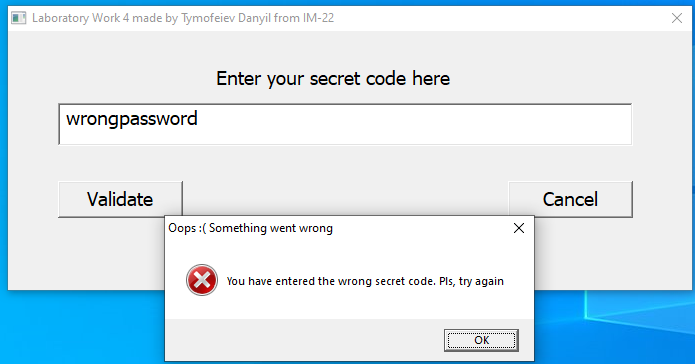 Laboratory Work 4 made by Tymofeiev Danyil from IM-22
Enter your secret code here
wrongpassword
Validate
Cancel
Oops :( Something went wrong
You have entered the wrong secret code. Pls, try again
OK